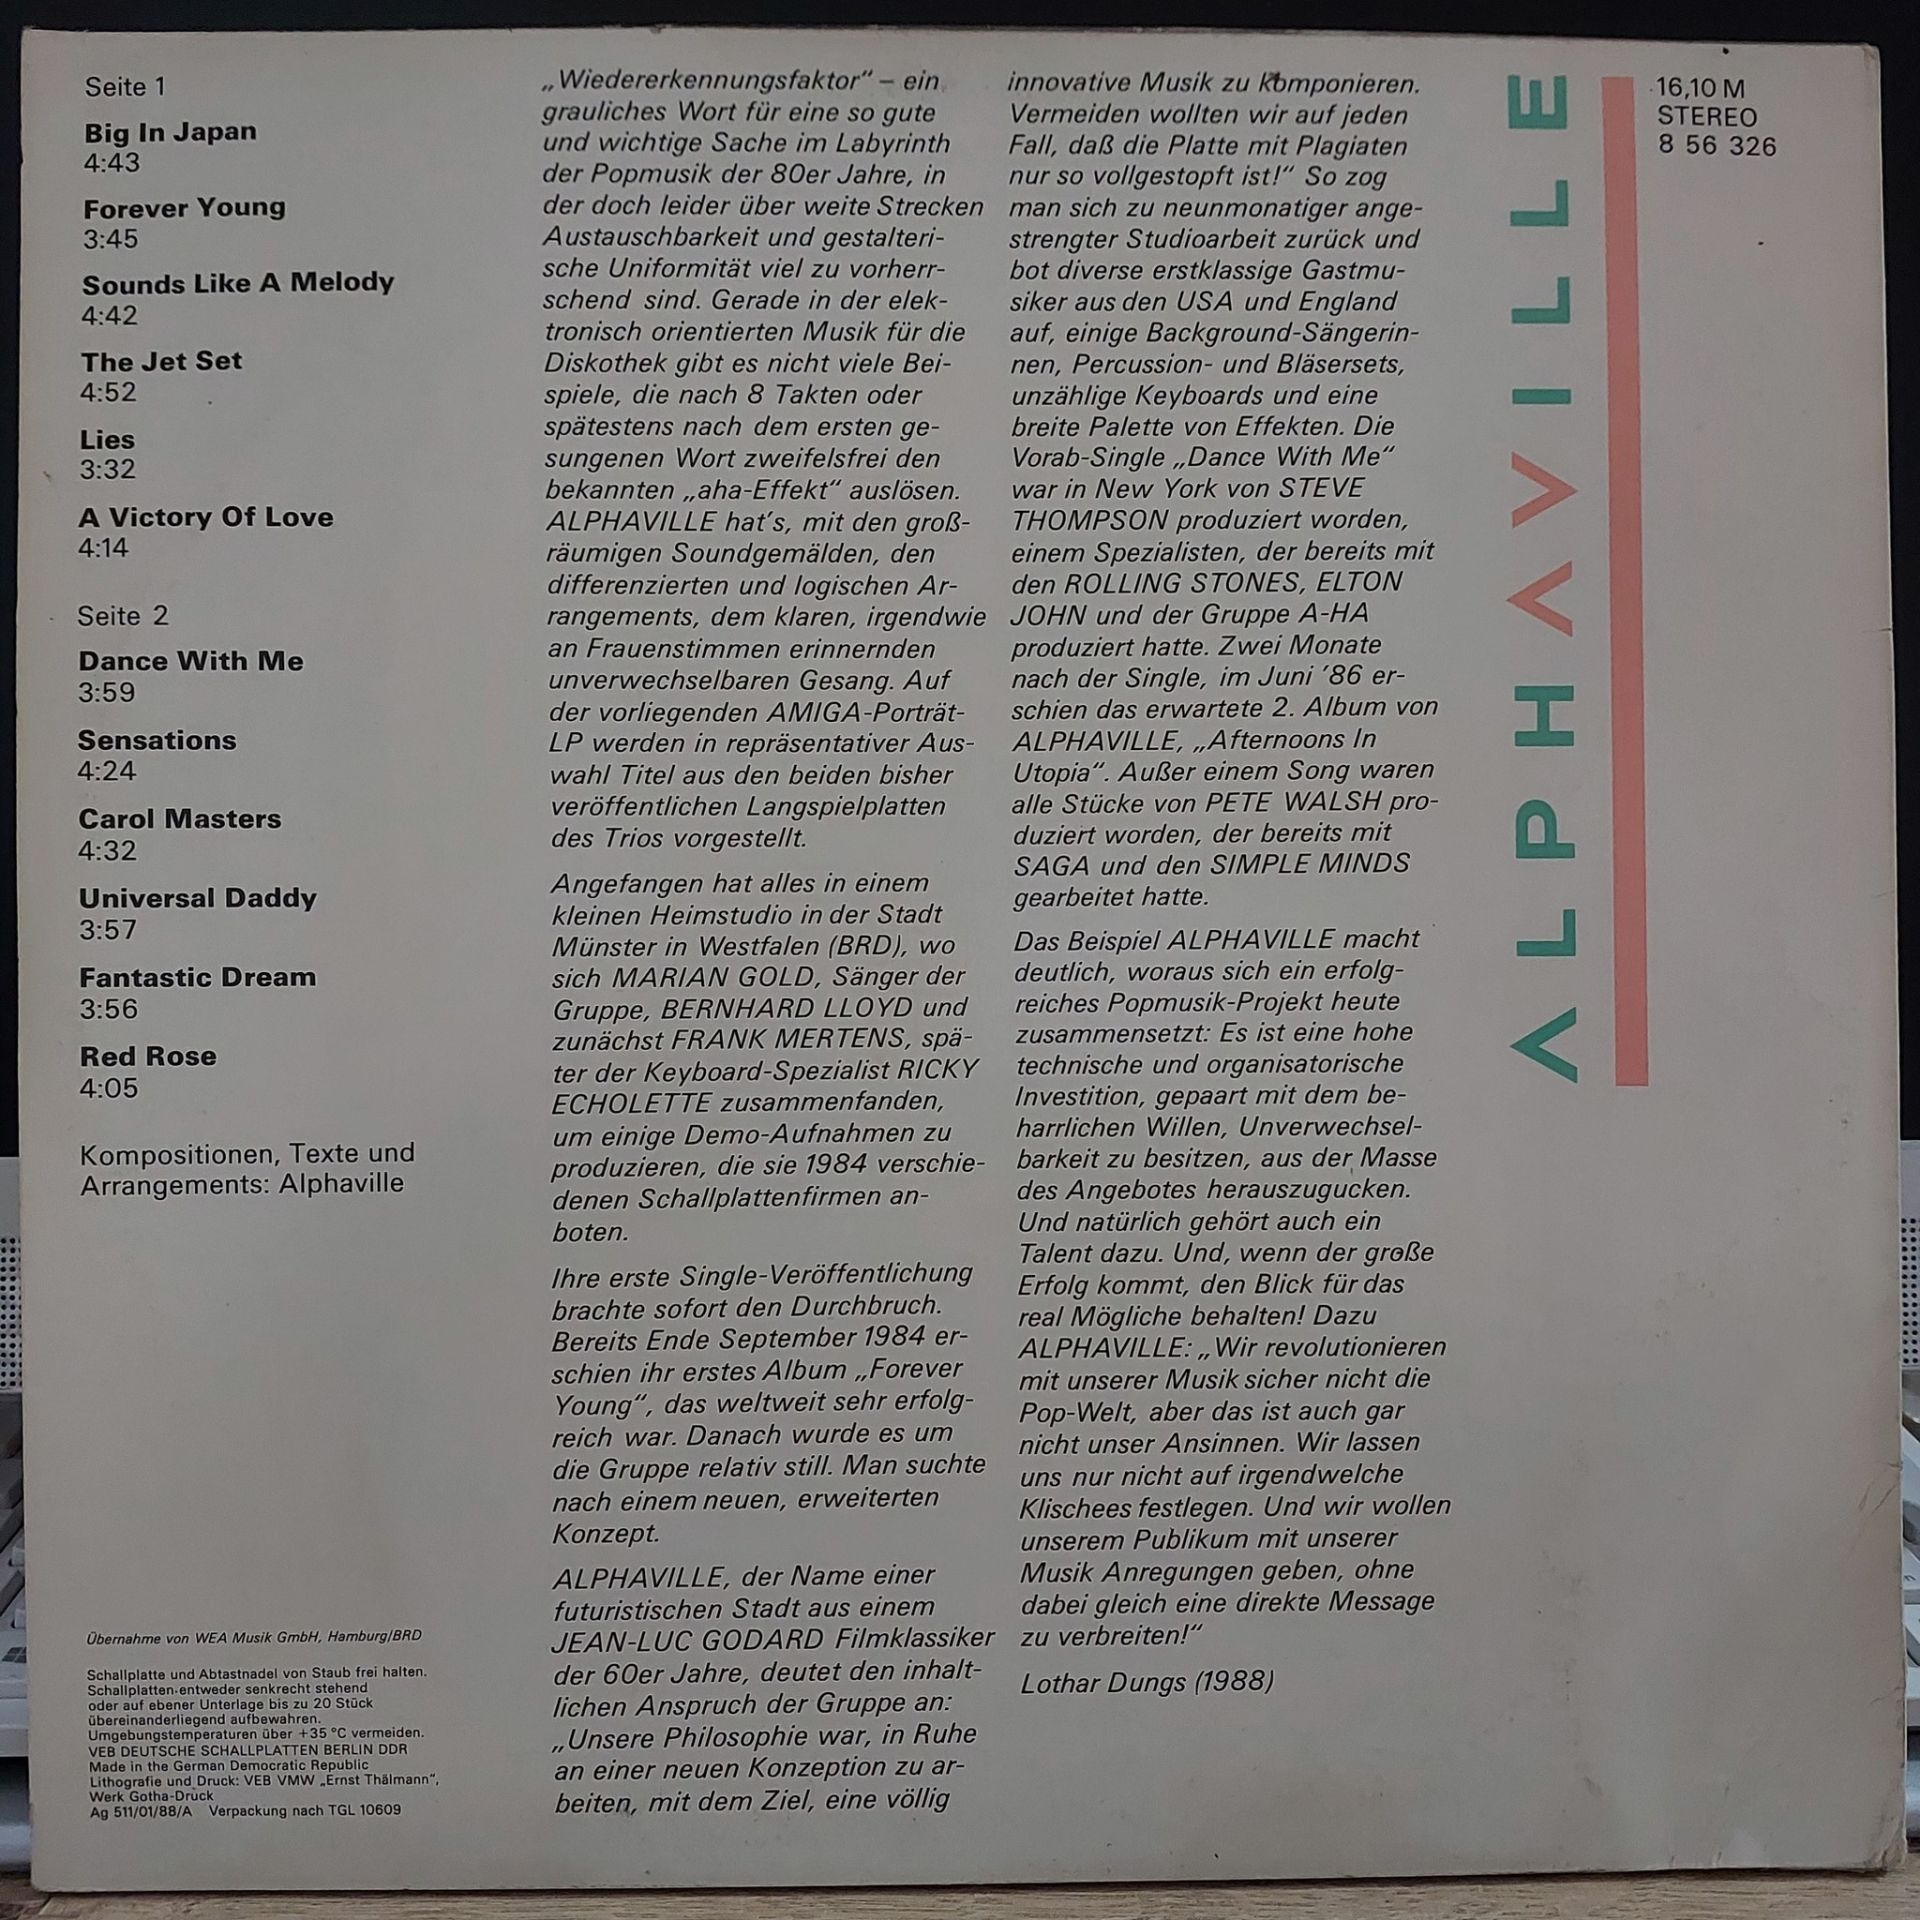 Seite 1
Big In Japan
4:43
Forever Young
3:45
Sounds Like A Melody
4:42
The Jet Set
4:52
Lies
3:32
A Victory Of Love
4:14
Seite 2
Dance With Me
3:59
Sensations
4:24
Carol Masters
4:32
Universal Daddy
3:57
Fantastic Dream
3:56
Red Rose
4:05
Kompositionen, Texte und
Arrangements: Alphaville
Übernahme von WEA Musik GmbH, Hamburg/BRD
Schallplatte und Abtastnadel von Staub frei halten.
Schallplatten entweder senkrecht stehend
oder auf ebener Unterlage bis zu 20 Stück
übereinanderliegend aufbewahren.
Umgebungstemperaturen über +35 °C vermeiden.
VEB DEUTSCHE SCHALLPLATTEN BERLIN DDR
Made in the German Democratic Republic
Lithografie und Druck: VEB VMW „Ernst Thälmann“,
Werk Gotha-Druck
Ag 511/01/88/A Verpackung nach TGL 10609
„Wiedererkennungsfaktor“ – ein
grauliches Wort für eine so gute
und wichtige Sache im Labyrinth
der Popmusik der 80er Jahre, in
der doch leider über weite Strecken
Austauschbarkeit und gestalteri-
sche Uniformität viel zu vorherr-
schend sind. Gerade in der elek-
tronisch orientierten Musik für die
Diskothek gibt es nicht viele Bei-
spiele, die nach 8 Takten oder
spätestens nach dem ersten ge-
sungenen Wort zweifelsfrei den
bekannten „aha-Effekt“ auslösen.
ALPHAVILLE hat's, mit den groß-
räumigen Soundgemälden, den
differenzierten und logischen Ar-
rangements, dem klaren, irgendwie
an Frauenstimmen erinnernden
unverwechselbaren Gesang. Auf
der vorliegenden AMIGA-Porträt-
LP werden in repräsentativer Aus-
wahl Titel aus den beiden bisher
veröffentlichen Langspielplatten
des Trios vorgestellt.
Angefangen hat alles in einem
kleinen Heimstudio in der Stadt
Münster in Westfalen (BRD), wo
sich MARIAN GOLD, Sänger der
Gruppe, BERNHARD LLOYD und
zunächst FRANK MERTENS, spä-
ter der Keyboard-Spezialist RICKY
ECHOLETTE zusammenfanden,
um einige Demo-Aufnahmen zu
produzieren, die sie 1984 verschie-
denen Schallplattenfirmen an-
boten.
Ihre erste Single-Veröffentlichung
brachte sofort den Durchbruch.
Bereits Ende September 1984 er-
schien ihr erstes Album „Forever
Young“, das weltweit sehr erfolg-
reich war. Danach wurde es um
die Gruppe relativ still. Man suchte
nach einem neuen, erweiterten
Konzept.
ALPHAVILLE, der Name einer
futuristischen Stadt aus einem
JEAN-LUC GODARD Filmklassiker
der 60er Jahre, deutet den inhalt-
lichen Anspruch der Gruppe an:
„Unsere Philosophie war, in Ruhe
an einer neuen Konzeption zu ar-
beiten, mit dem Ziel, eine völlig
innovative Musik zu komponieren.
Vermeiden wollten wir auf jeden
Fall, daß die Platte mit Plagiaten
nur so vollgestopft ist!“ So zog
man sich zu neunmonatiger ange-
strengter Studioarbeit zurück und
bot diverse erstklassige Gastmu-
siker aus den USA und England
auf, einige Background-Sängerin-
nen, Percussion- und Bläsersets,
unzählige Keyboards und eine
breite Palette von Effekten. Die
Vorab-Single „Dance With Me“
war in New York von STEVE
THOMPSON produziert worden,
einem Spezialisten, der bereits mit
den ROLLING STONES, ELTON
JOHN und der Gruppe A-HA
produziert hatte. Zwei Monate
nach der Single, im Juni '86 er-
schien das erwartete 2. Album von
ALPHAVILLE, „Afternoons In
Utopia“. Außer einem Song waren
alle Stücke von PETE WALSH pro-
duziert worden, der bereits mit
SAGA und den SIMPLE MINDS
gearbeitet hatte.
Das Beispiel ALPHAVILLE macht
deutlich, woraus sich ein erfolg-
reiches Popmusik-Projekt heute
zusammensetzt: Es ist eine hohe
technische und organisatorische
Investition, gepaart mit dem be-
harrlichen Willen, Unverwechsel-
barkeit zu besitzen, aus der Masse
des Angebotes herauszugucken.
Und natürlich gehört auch ein
Talent dazu. Und, wenn der große
Erfolg kommt, den Blick für das
real Mögliche behalten! Dazu
ALPHAVILLE: „Wir revolutionieren
mit unserer Musik sicher nicht die
Pop-Welt, aber das ist auch gar
nicht unser Ansinnen. Wir lassen
uns nur nicht auf irgendwelche
Klischees festlegen. Und wir wollen
unserem Publikum mit unserer
Musik Anregungen geben, ohne
dabei gleich eine direkte Message
zu verbreiten!“
Lothar Dungs (1988)
ALPHAVILLE
16,10 M
STEREO
8 56 326